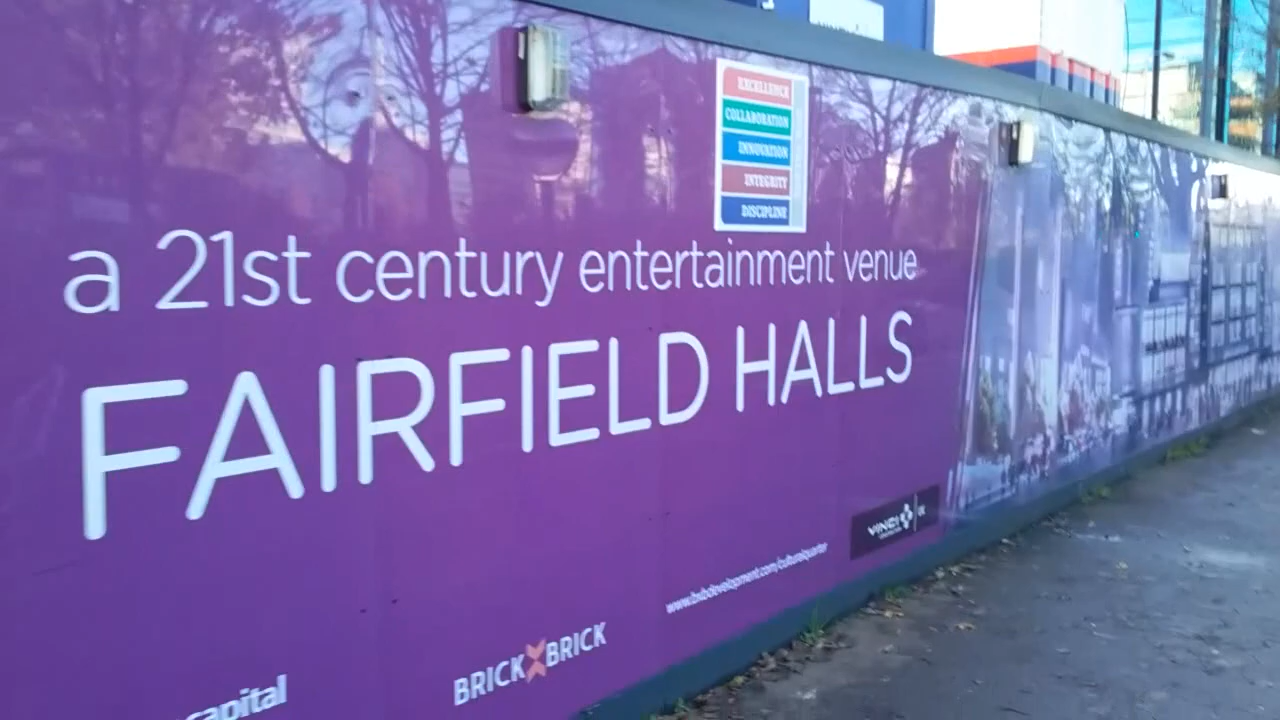 EXCELLENCE
COLLABORATION
INNOVATION
INTEGRITY
DISCIPLINE
a 21st century entertainment venue
FAIRFIELD HALLS
VINCI
UK
www.bxbdevelopment.com/culturalquarter
BRICK BRICK
capital